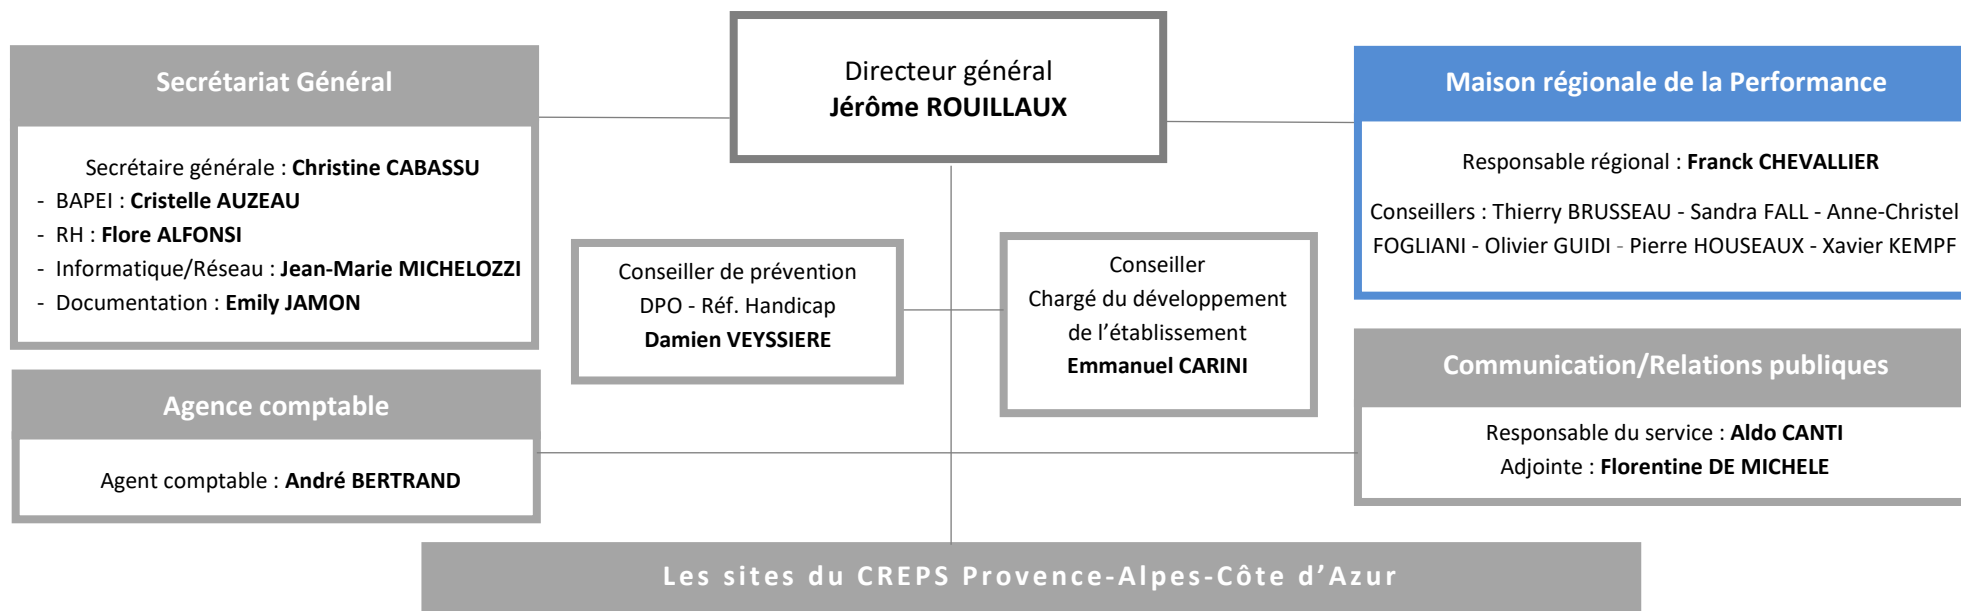 Directeur général
Jérôme ROUILLAUX
Secrétariat Général
Secrétaire générale : Christine CABASSU
- BAPEI : Cristelle AUZEAU
- RH : Flore ALFONSI
- Informatique/Réseau : Jean-Marie MICHELOZZI
- Documentation : Emily JAMON
Maison régionale de la Performance
Responsable régional : Franck CHEVALLIER
Conseillers : Thierry BRUSSEAU - Sandra FALL - Anne-Christel
FOGLIANI - Olivier GUIDI - Pierre HOUSEAUX - Xavier KEMPF
Conseiller de prévention
DPO - Réf. Handicap
Damien VEYSSIERE
Conseiller
Chargé du développement
de l’établissement
Emmanuel CARINI
Agence comptable
Agent comptable : André BERTRAND
Communication/Relations publiques
Responsable du service : Aldo CANTI
Adjointe : Florentine DE MICHELE
Les sites du CREPS Provence-Alpes-Côte d’Azur